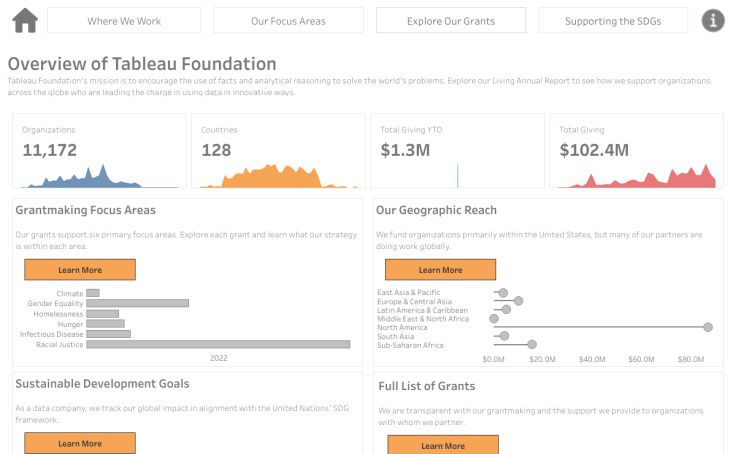 Where We Work
Our Focus Areas
Explore Our Grants
Supporting the SDGs
i
Overview of Tableau Foundation
Tableau Foundation's mission is to encourage the use of facts and analytical reasoning to solve the world's problems. Explore our Living Annual Report to see how we support organizations
across the globe who are leading the charge in using data in innovative ways.
Organizations
11,172
Countries
128
Total Giving YTD
$1.3M
Total Giving
$102.4M
Grantmaking Focus Areas
Our grants support six primary focus areas. Explore each grant and learn what our strategy
is within each area.
Learn More
Climate
Gender Equality
Homelessness
Hunger
Infectious Disease
Racial Justice
2022
Our Geographic Reach
We fund organizations primarily within the United States, but many of our partners are
doing work globally.
Learn More
East Asia & Pacific
Europe & Central Asia
Latin America & Caribbean
Middle East & North Africa
North America
South Asia
Sub-Saharan Africa
$0.0M $20.0M $40.0M $60.0M $80.0M
Sustainable Development Goals
As a data company, we track our global impact in alignment with the United Nations' SDG
framework.
Learn More
Full List of Grants
We are transparent with our grantmaking and the support we provide to organizations
with whom we partner.
Learn More